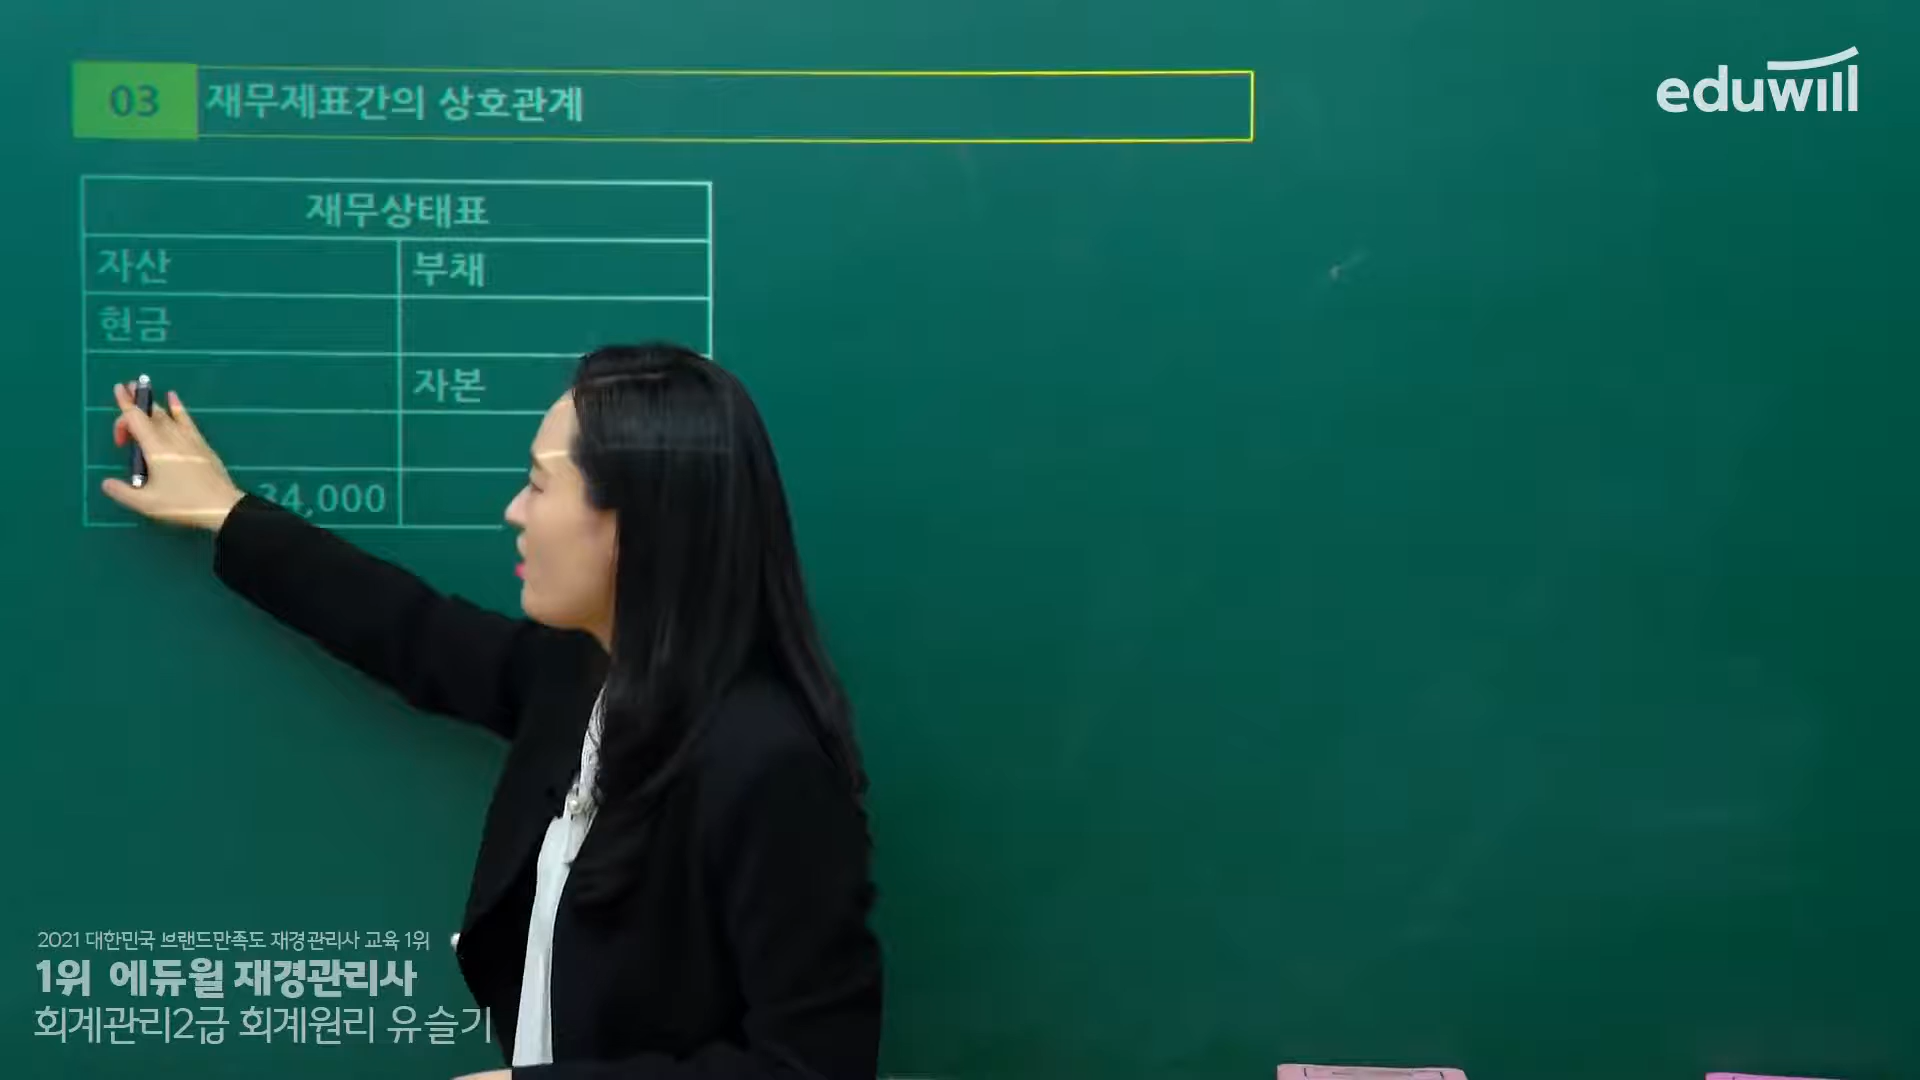 eduwill
03 재무제표간의 상호관계
재무상태표
자산 부채
현금
자본
34,000
2021 대한민국 브랜드만족도 재경관리사 교육 1위
1위 에듀윌 재경관리사
회계관리2급 회계원리 유슬기